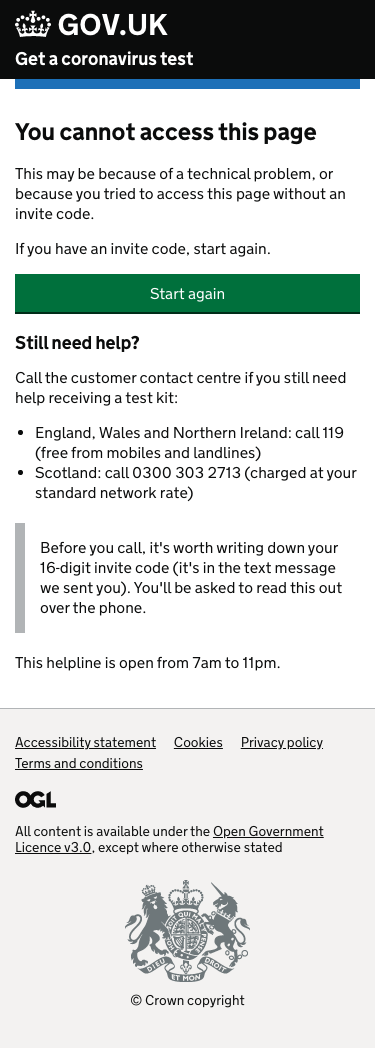 GOV.UK
Get a coronavirus test
You cannot access this page
This may be because of a technical problem, or
because you tried to access this page without an
invite code.
If you have an invite code, start again.
Start again
Still need help?
Call the customer contact centre if you still need
help receiving a test kit:
• England, Wales and Northern Ireland: call 119
(free from mobiles and landlines)
• Scotland: call 0300 303 2713 (charged at your
standard network rate)
Before you call, it's worth writing down your
16-digit invite code (it's in the text message
we sent you). You'll be asked to read this out
over the phone.
This helpline is open from 7am to 11pm.
Accessibility statement Cookies Privacy policy
Terms and conditions
OGL
All content is available under the Open Government
Licence v3.0, except where otherwise stated
DIEU ET MON DROIT
© Crown copyright